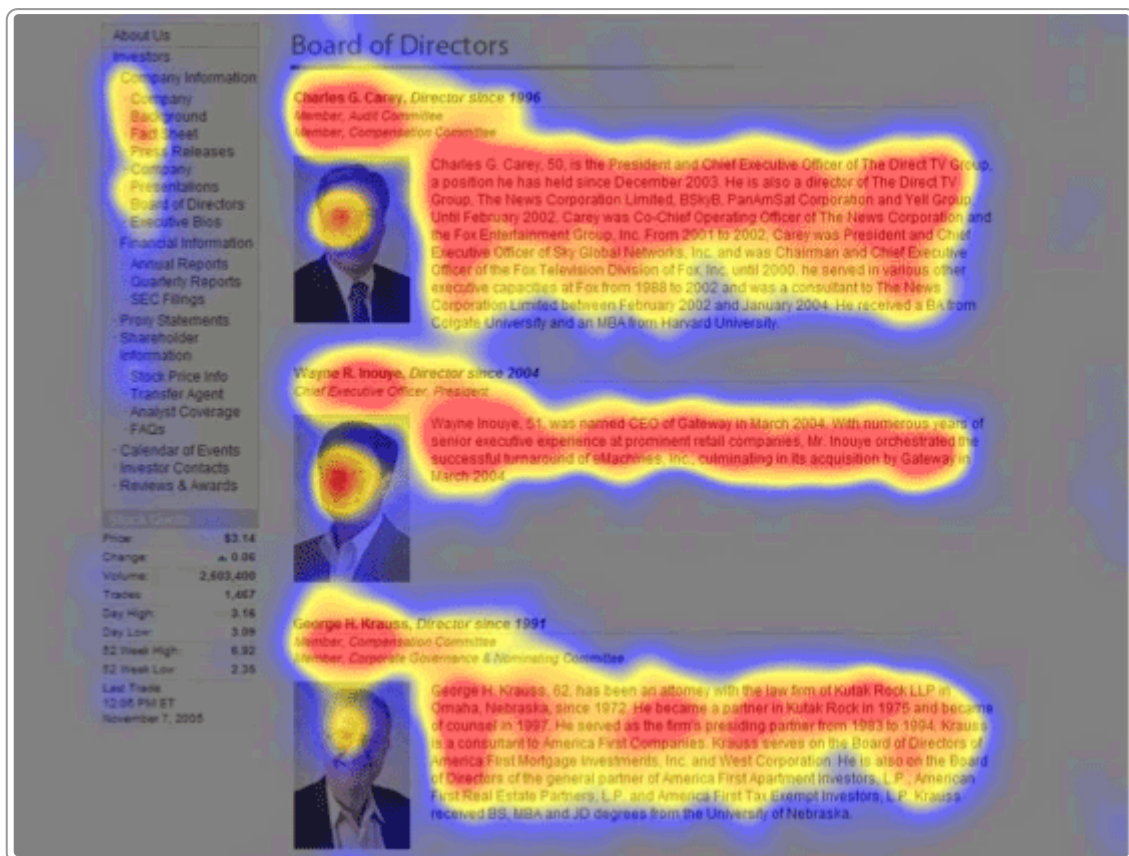 About Us
Investors
· Company Information
· Company
Background
· Fact Sheet
· Press Releases
· Company
Presentations
· Board of Directors
· Executive Bios
· Financial Information
· Annual Reports
· Quarterly Reports
· SEC Filings
· Proxy Statements
· Shareholder
Information
· Stock Price Info
· Transfer Agent
· Analyst Coverage
· FAQs
· Calendar of Events
· Investor Contacts
· Reviews & Awards
Stock Quote
Price: $3.14
Change: ▲ 0.06
Volume: 2,603,400
Trades: 1,467
Day High: 3.16
Day Low: 3.09
52 Week High: 6.92
52 Week Low: 2.35
Last Trade
12:06 PM ET
November 7, 2005
Board of Directors
Charles G. Carey, Director since 1996
Member, Audit Committee
Member, Compensation Committee
Charles G. Carey, 50, is the President and Chief Executive Officer of The Direct TV Group,
a position he has held since December 2003. He is also a director of The Direct TV
Group, The News Corporation Limited, BSkyB, PanAmSat Corporation and Yell Group.
Until February 2002, Carey was Co-Chief Operating Officer of The News Corporation and
the Fox Entertainment Group, Inc. From 2001 to 2002, Carey was President and Chief
Executive Officer of Sky Global Networks, Inc. and was Chairman and Chief Executive
Officer of the Fox Television Division of Fox, Inc. until 2000. he served in various other
executive capacities at Fox from 1988 to 2002 and was a consultant to The News
Corporation Limited between February 2002 and January 2004. He received a BA from
Colgate University and an MBA from Harvard University.
Wayne R. Inouye, Director since 2004
Chief Executive Officer, President
Wayne Inouye, 51, was named CEO of Gateway in March 2004. With numerous years of
senior executive experience at prominent retail companies, Mr. Inouye orchestrated the
successful turnaround of eMachines, Inc., culminating in its acquisition by Gateway in
March 2004.
George H. Krauss, Director since 1991
Member, Compensation Committee
Member, Corporate Governance & Nominating Committee
George H. Krauss, 62, has been an attorney with the law firm of Kutak Rock LLP in
Omaha, Nebraska, since 1972. He became a partner in Kutak Rock in 1975 and became
of counsel in 1997. He served as the firm's presiding partner from 1983 to 1994. Krauss
is a consultant to America First Companies. Krauss serves on the Board of Directors of
America First Mortgage Investments, Inc. and West Corporation. He is also on the Board
of Directors of the general partner of America First Apartment Investors, L.P., American
First Real Estate Partners, L.P. and America First Tax Exempt Investors, L.P. Krauss
received BS, MBA and JD degrees from the University of Nebraska.